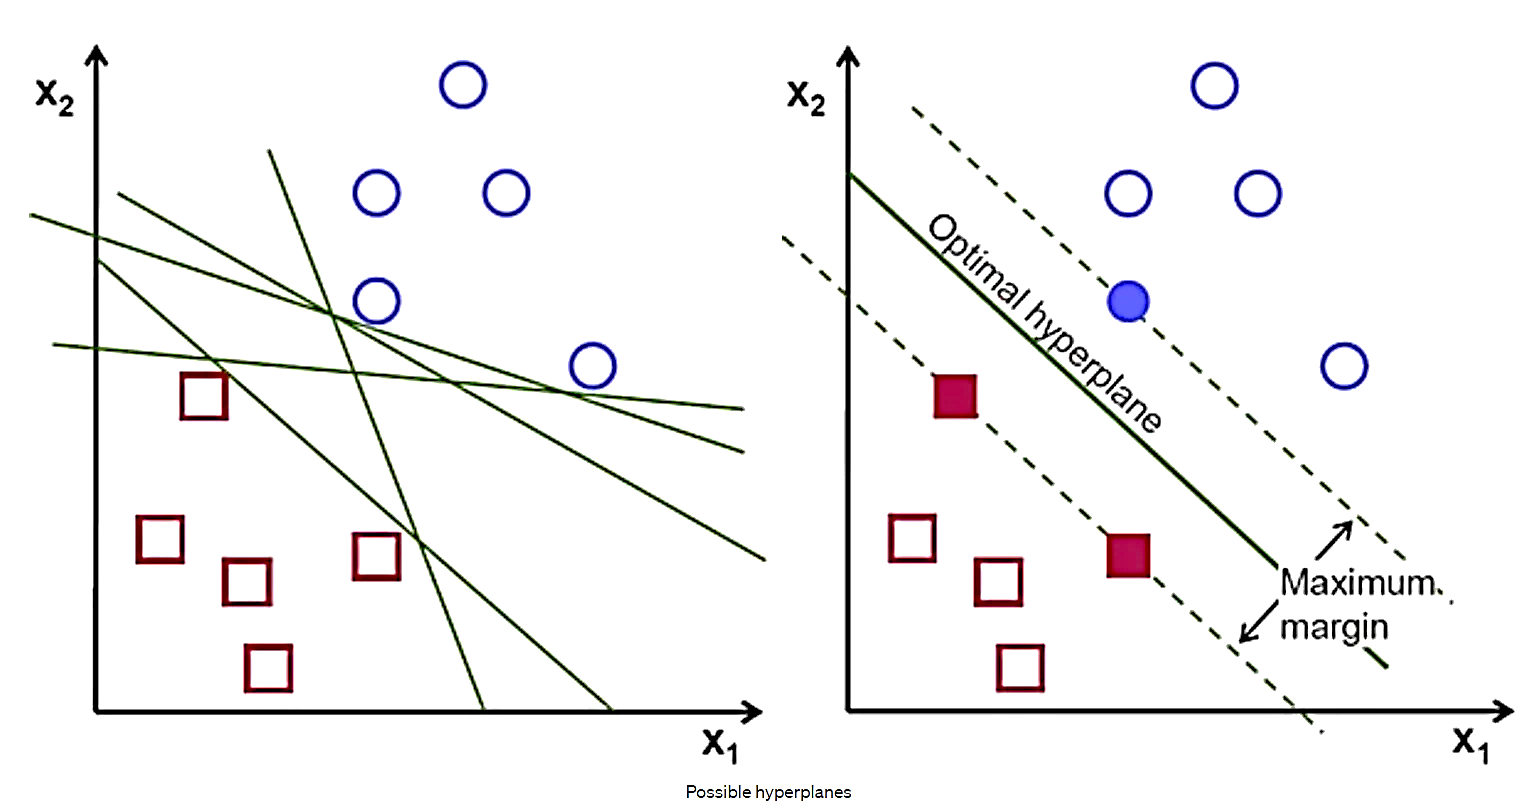 x₂
x₁
x₂
Optimal hyperplane
Maximum
margin
x₁
Possible hyperplanes